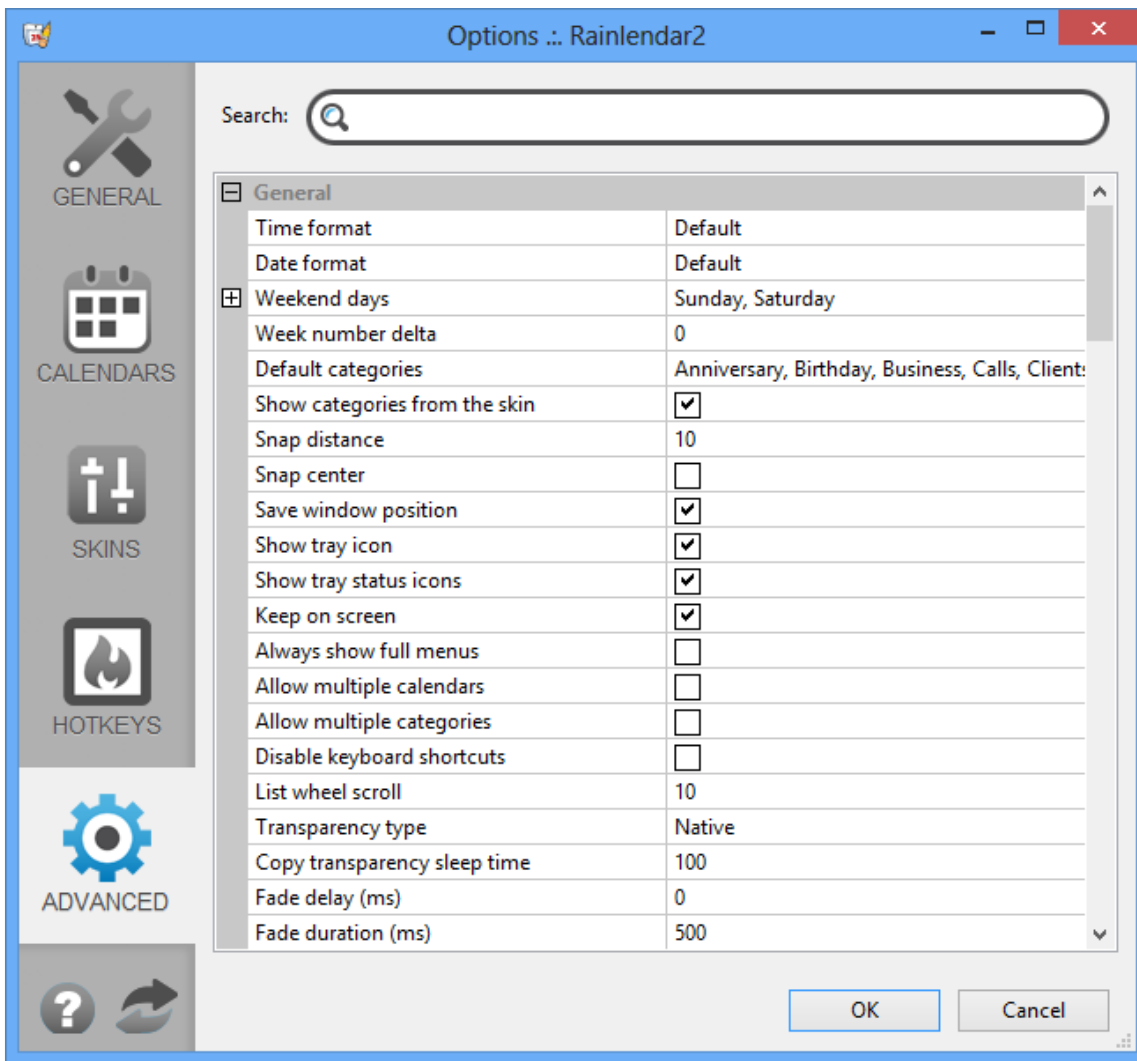 Options .:. Rainlendar2
GENERAL
CALENDARS
SKINS
HOTKEYS
ADVANCED
Search:
General
Time format Default
Date format Default
Weekend days Sunday, Saturday
Week number delta 0
Default categories Anniversary, Birthday, Business, Calls, Clients
Show categories from the skin
Snap distance 10
Snap center
Save window position
Show tray icon
Show tray status icons
Keep on screen
Always show full menus
Allow multiple calendars
Allow multiple categories
Disable keyboard shortcuts
List wheel scroll 10
Transparency type Native
Copy transparency sleep time 100
Fade delay (ms) 0
Fade duration (ms) 500
OK Cancel